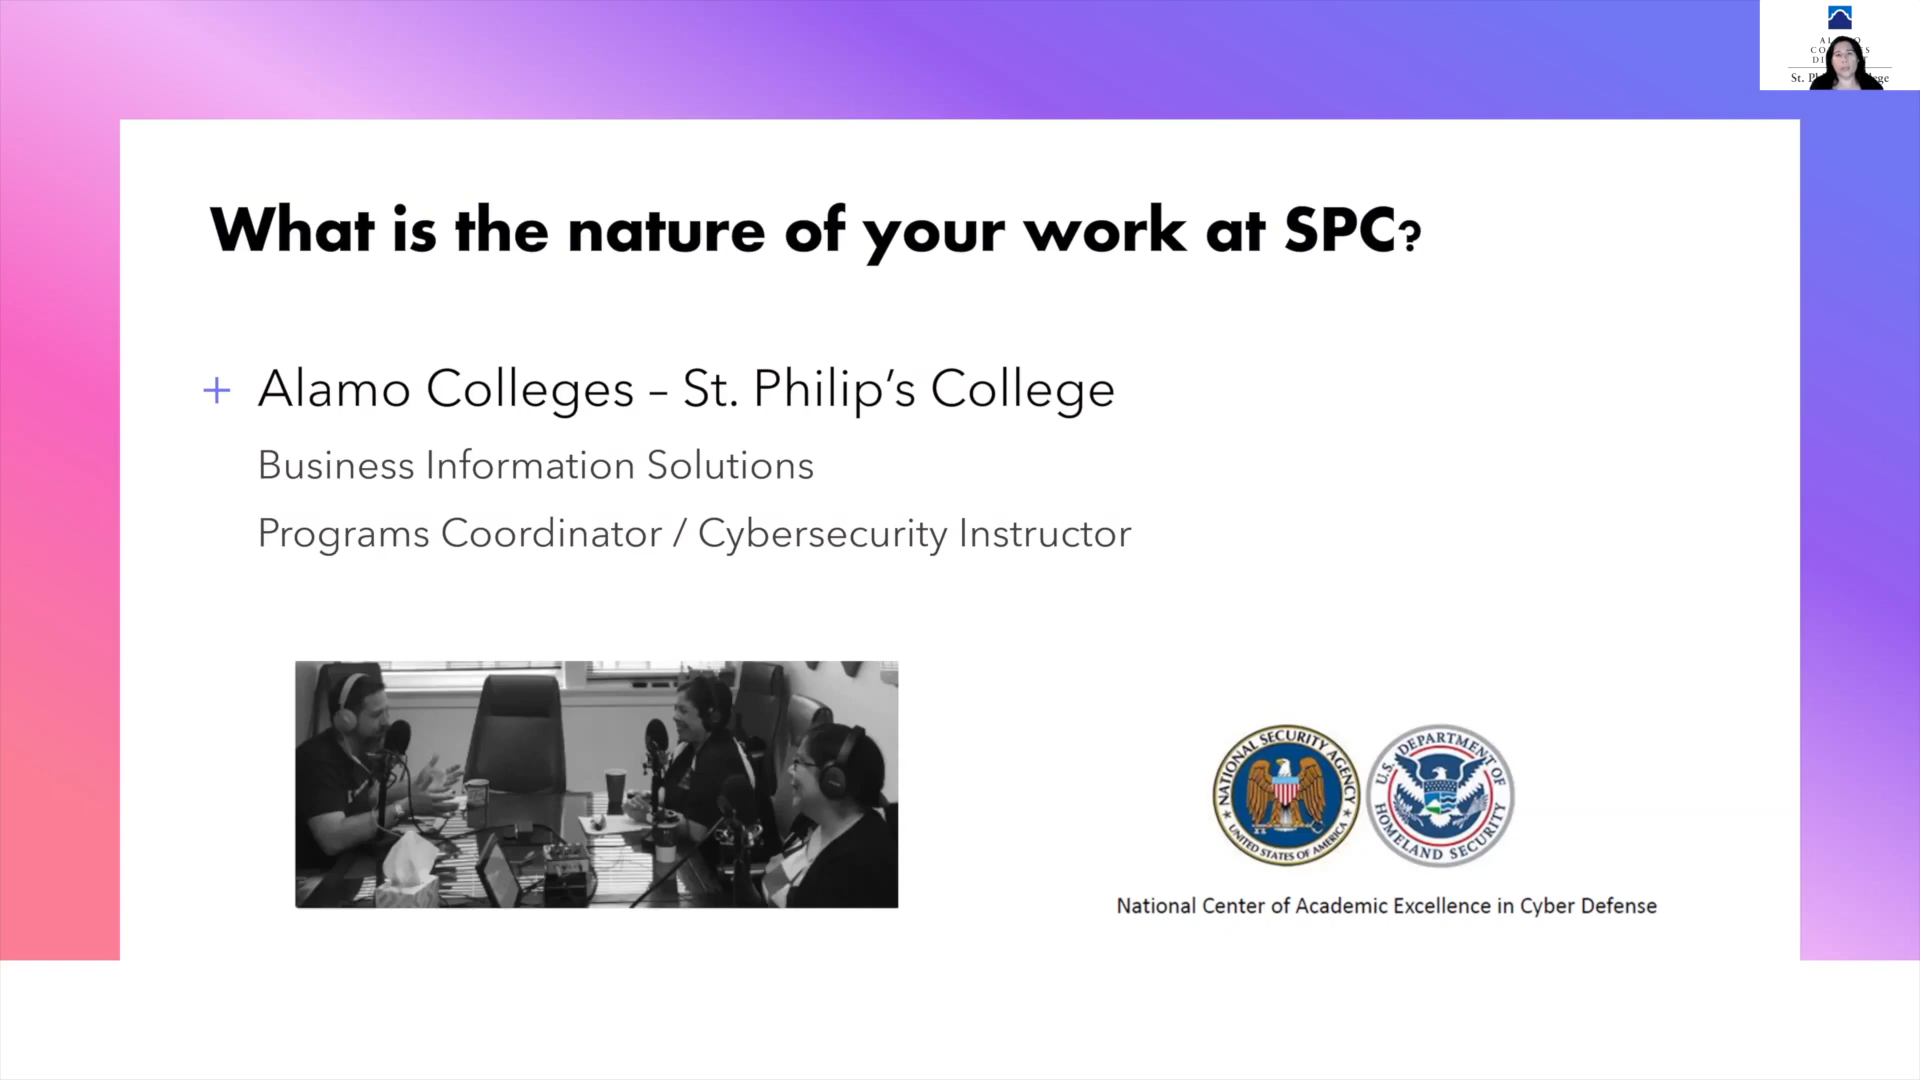 What is the nature of your work at SPC?
+ Alamo Colleges – St. Philip’s College
Business Information Solutions
Programs Coordinator / Cybersecurity Instructor
NATIONAL SECURITY AGENCY
UNITED STATES OF AMERICA
U.S. DEPARTMENT OF
HOMELAND SECURITY
National Center of Academic Excellence in Cyber Defense